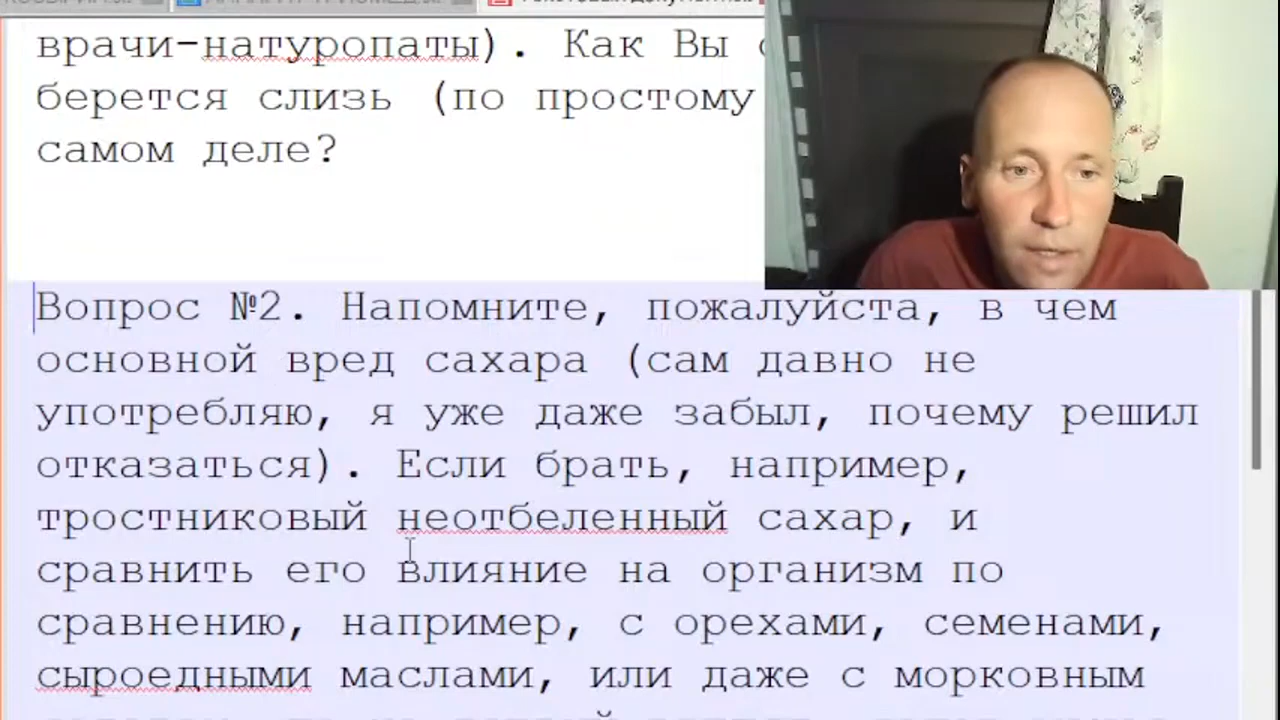 врачи-натуропаты). Как Вы
берется слизь (по простому
самом деле?
Вопрос №2. Напомните, пожалуйста, в чем
основной вред сахара (сам давно не
употребляю, я уже даже забыл, почему решил
отказаться). Если брать, например,
тростниковый неотбеленный сахар, и
сравнить его влияние на организм по
сравнению, например, с орехами, семенами,
сыроедными маслами, или даже с морковным